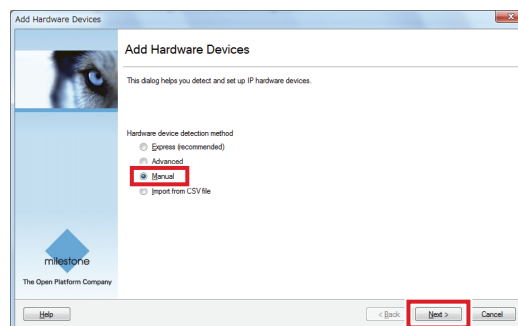 Add Hardware Devices
Add Hardware Devices
This dialog helps you detect and set up IP hardware devices.
Hardware device detection method
Express (recommended)
Advanced
Manual
Import from CSV file
milestone
The Open Platform Company
Help
< Back
Next >
Cancel